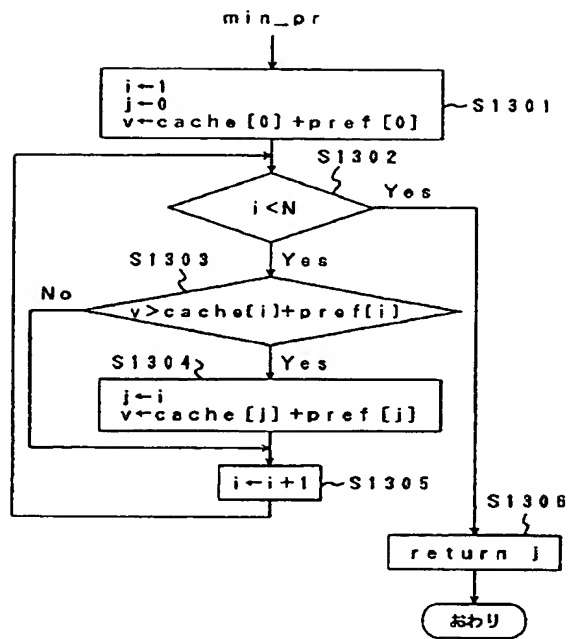 min_pr
i←1
j←0
v←cache[0]+pref[0]
S1301
S1302
i<N
Yes
Yes
S1303
No
v>cache[i]+pref[i]
S1304
Yes
j←i
v←cache[j]+pref[j]
i←i+1
S1305
S1306
return j
おわり